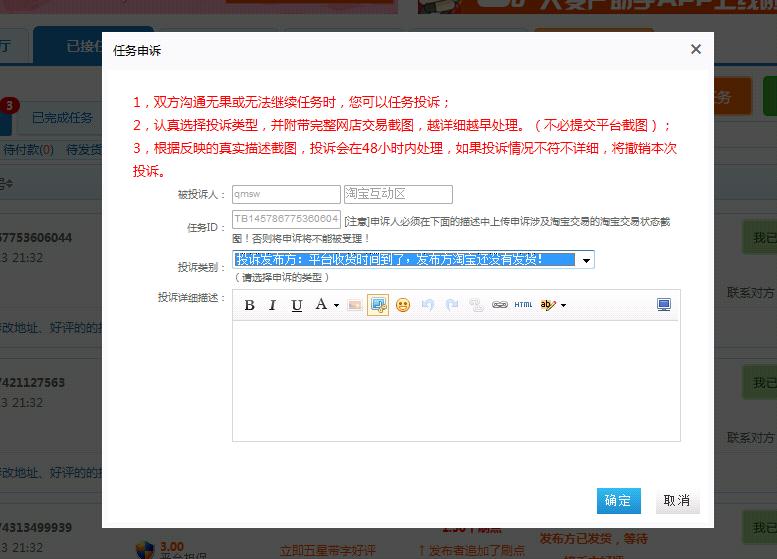 任务申诉
1，双方沟通无果或无法继续任务时，您可以任务投诉；
2，认真选择投诉类型，并附带完整网店交易截图，越详细越早处理。（不必提交平台截图）；
3，根据反映的真实描述截图，投诉会在48小时内处理，如果投诉情况不符不详细，将撤销本次
投诉。
被投诉人： qmsw 淘宝互动区
任务ID： TB145786775360604 [注意]申诉人必须在下面的描述中上传申诉涉及淘宝交易的淘宝交易状态截
图！否则将申诉将不能被受理！
投诉类别： 投诉发布方：平台收货时间到了，发布方淘宝还没有发货！
（请选择申诉的类型）
投诉详细描述：
B I U A HTML ab
确定 取消
厅 已接
3
已完成任务
待付款(0) 待发货
67753606044
3 21:32
修改地址、好评的
7421127563
3 21:32
修改地址、好评的
74313499939
3.00
平台担保
立即五星带字好评
↑ 发布者追加了刷点
发布方已发货，等待
务
我已
联系对方
我已
联系对方
我已